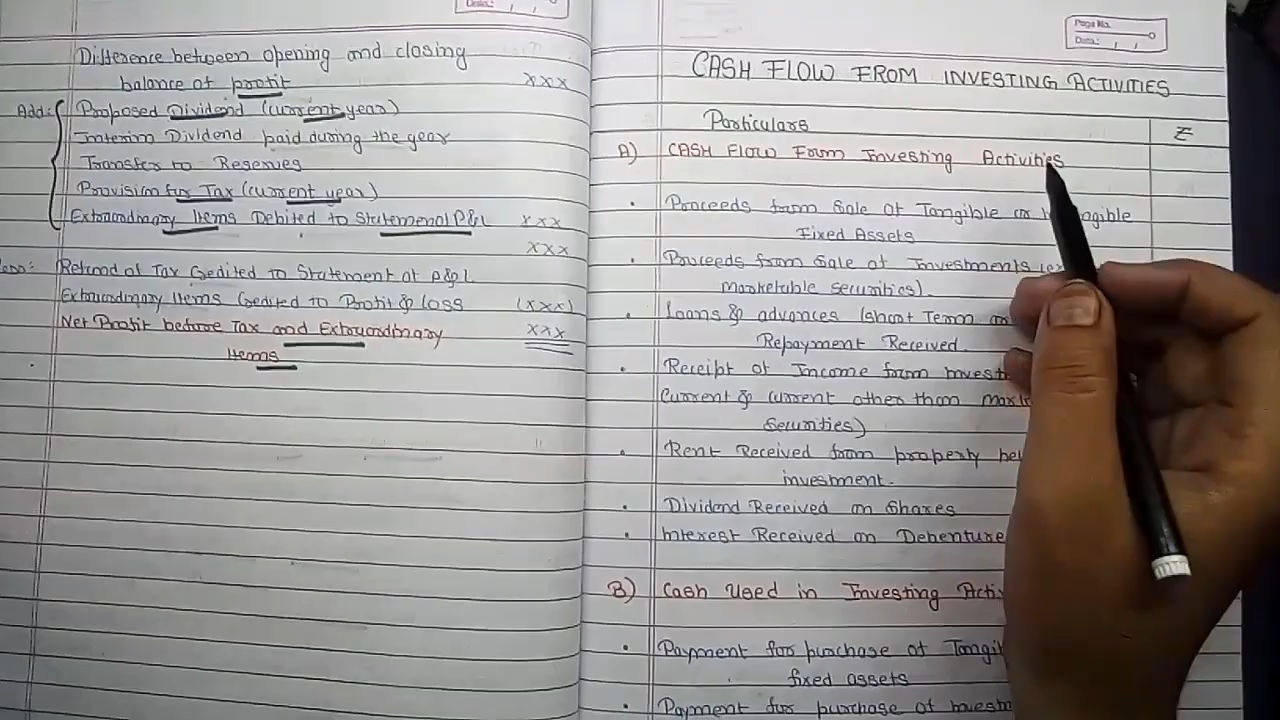 Date: / /
Difference between opening and closing
balance of profit xxx
Add: Proposed Dividend (current year)
Interim Dividend paid during the year
Transfer to Reserves
Provision for Tax (current year)
Extraordinary Items Debited to Statement P&L xxx
xxx
Refund of Tax Credited to Statement of P&L
Extraordinary Items Credited to Profit & loss (xxx)
Net Profit before Tax and Extraordinary xxx
Items
Page No.
Date: / /
CASH FLOW FROM INVESTING ACTIVITIES
Particulars ₹
A) CASH FLOW FROM Investing Activities
• Proceeds from Sale of Tangible or
Fixed Assets
• Proceeds from Sale of Investments
marketable securities).
• Loans & advances (short Term
Repayment Received.
• Receipt of Income from
Current & current other than
Securities)
• Rent Received from property
invesment.
• Dividend Received on Shares
• Interest Received on
B) Cash Used in Investing
• Payment for purchase of
fixed assets
• Payment for purchase of